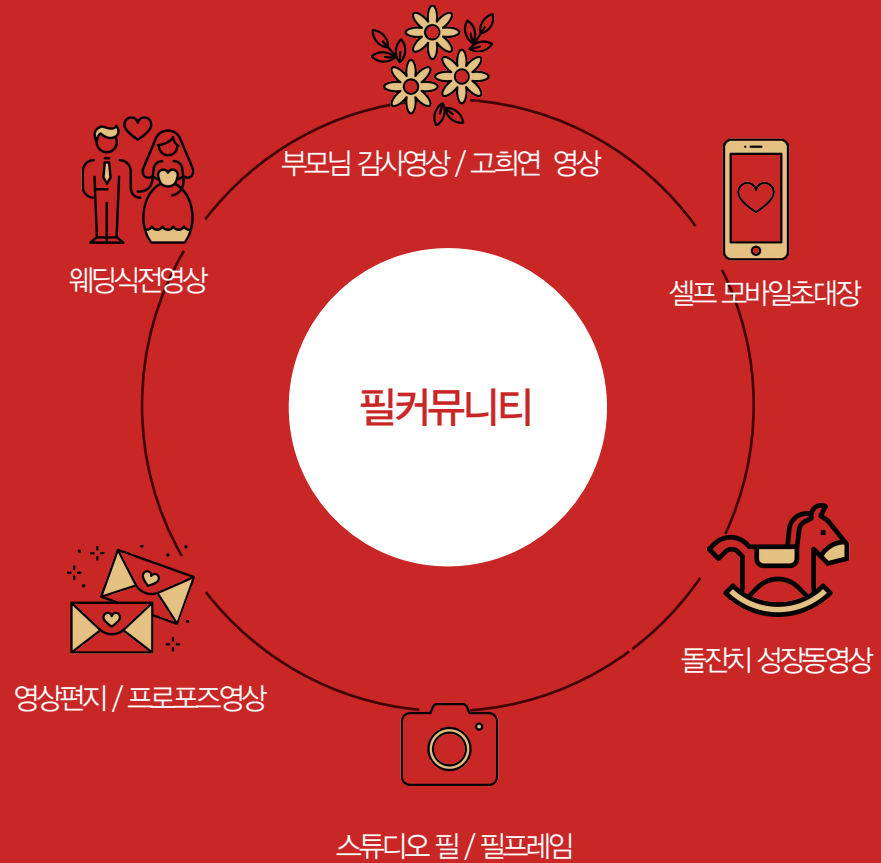 부모님 감사영상 / 고희연 영상
웨딩식전영상
셀프 모바일초대장
필커뮤니티
돌잔치 성장동영상
영상편지 / 프로포즈영상
스튜디오 필 / 필프레임